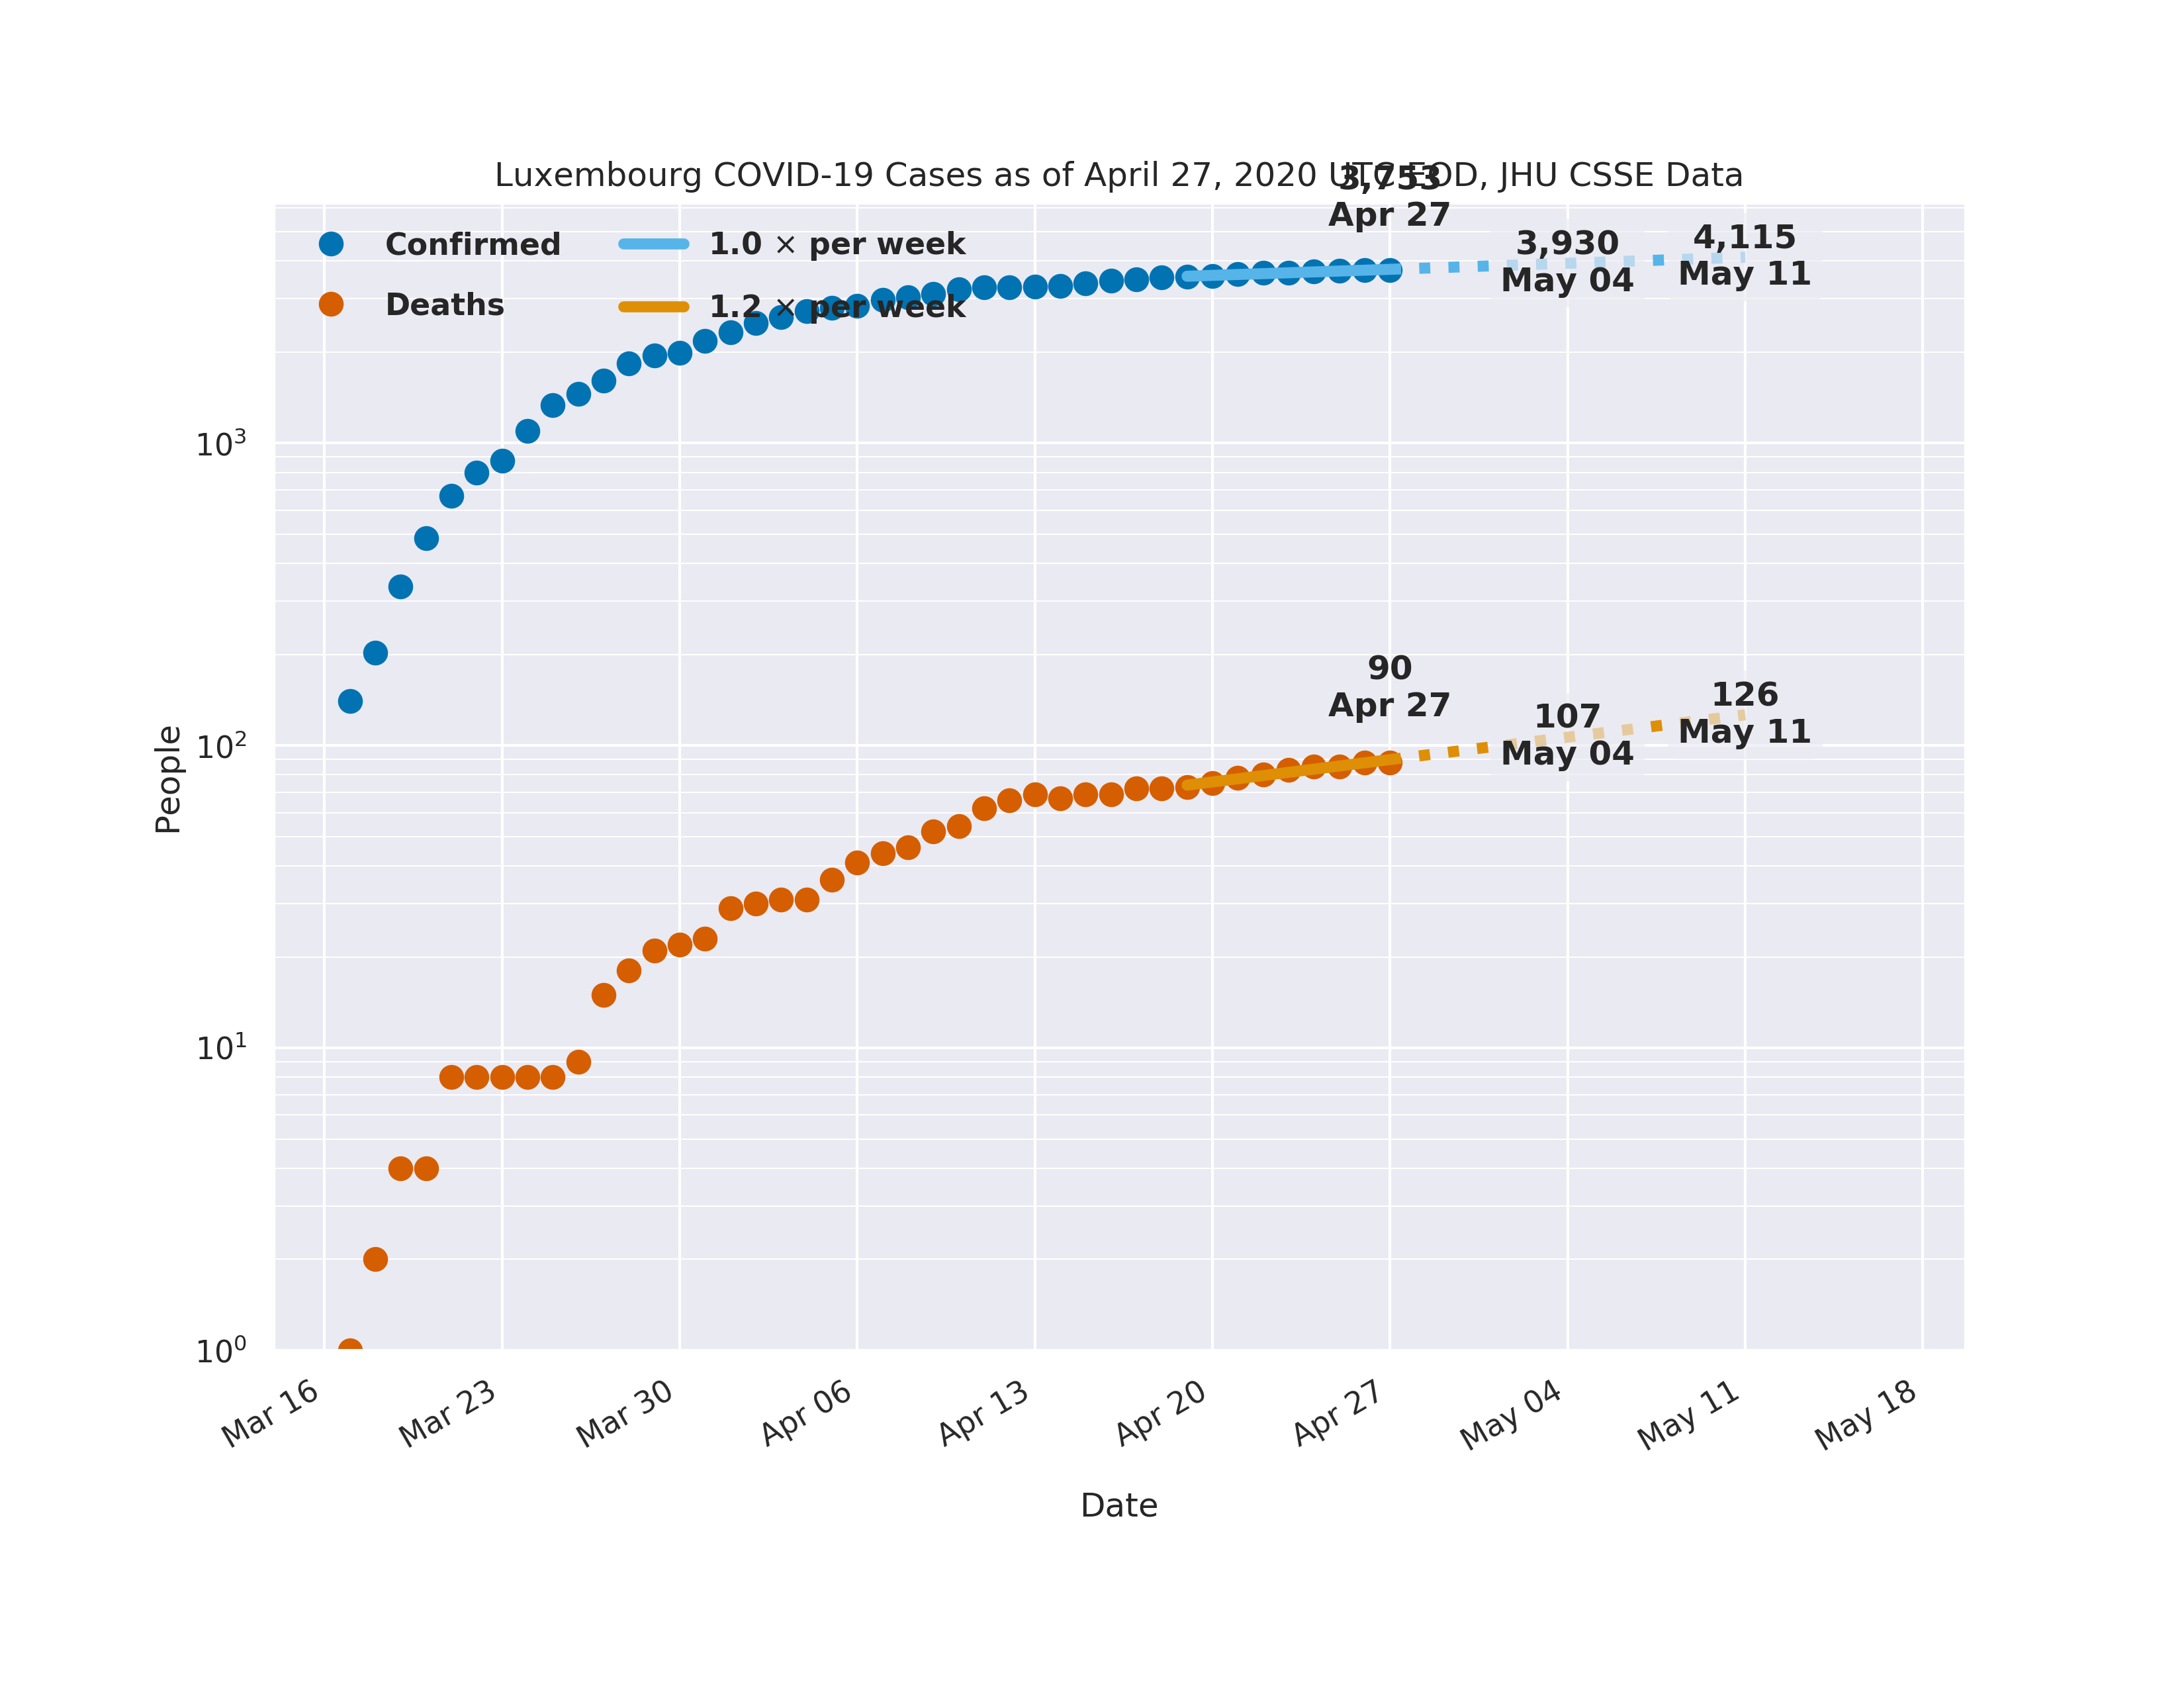 Luxembourg COVID-19 Cases as of April 27, 2020 UTC EOD, JHU CSSE Data
3,753
Apr 27
3,930
May 04
4,115
May 11
Confirmed
1.0 × per week
Deaths
1.2 × per week
10³
10²
10¹
10⁰
People
90
Apr 27
107
May 04
126
May 11
Mar 16
Mar 23
Mar 30
Apr 06
Apr 13
Apr 20
Apr 27
May 04
May 11
May 18
Date